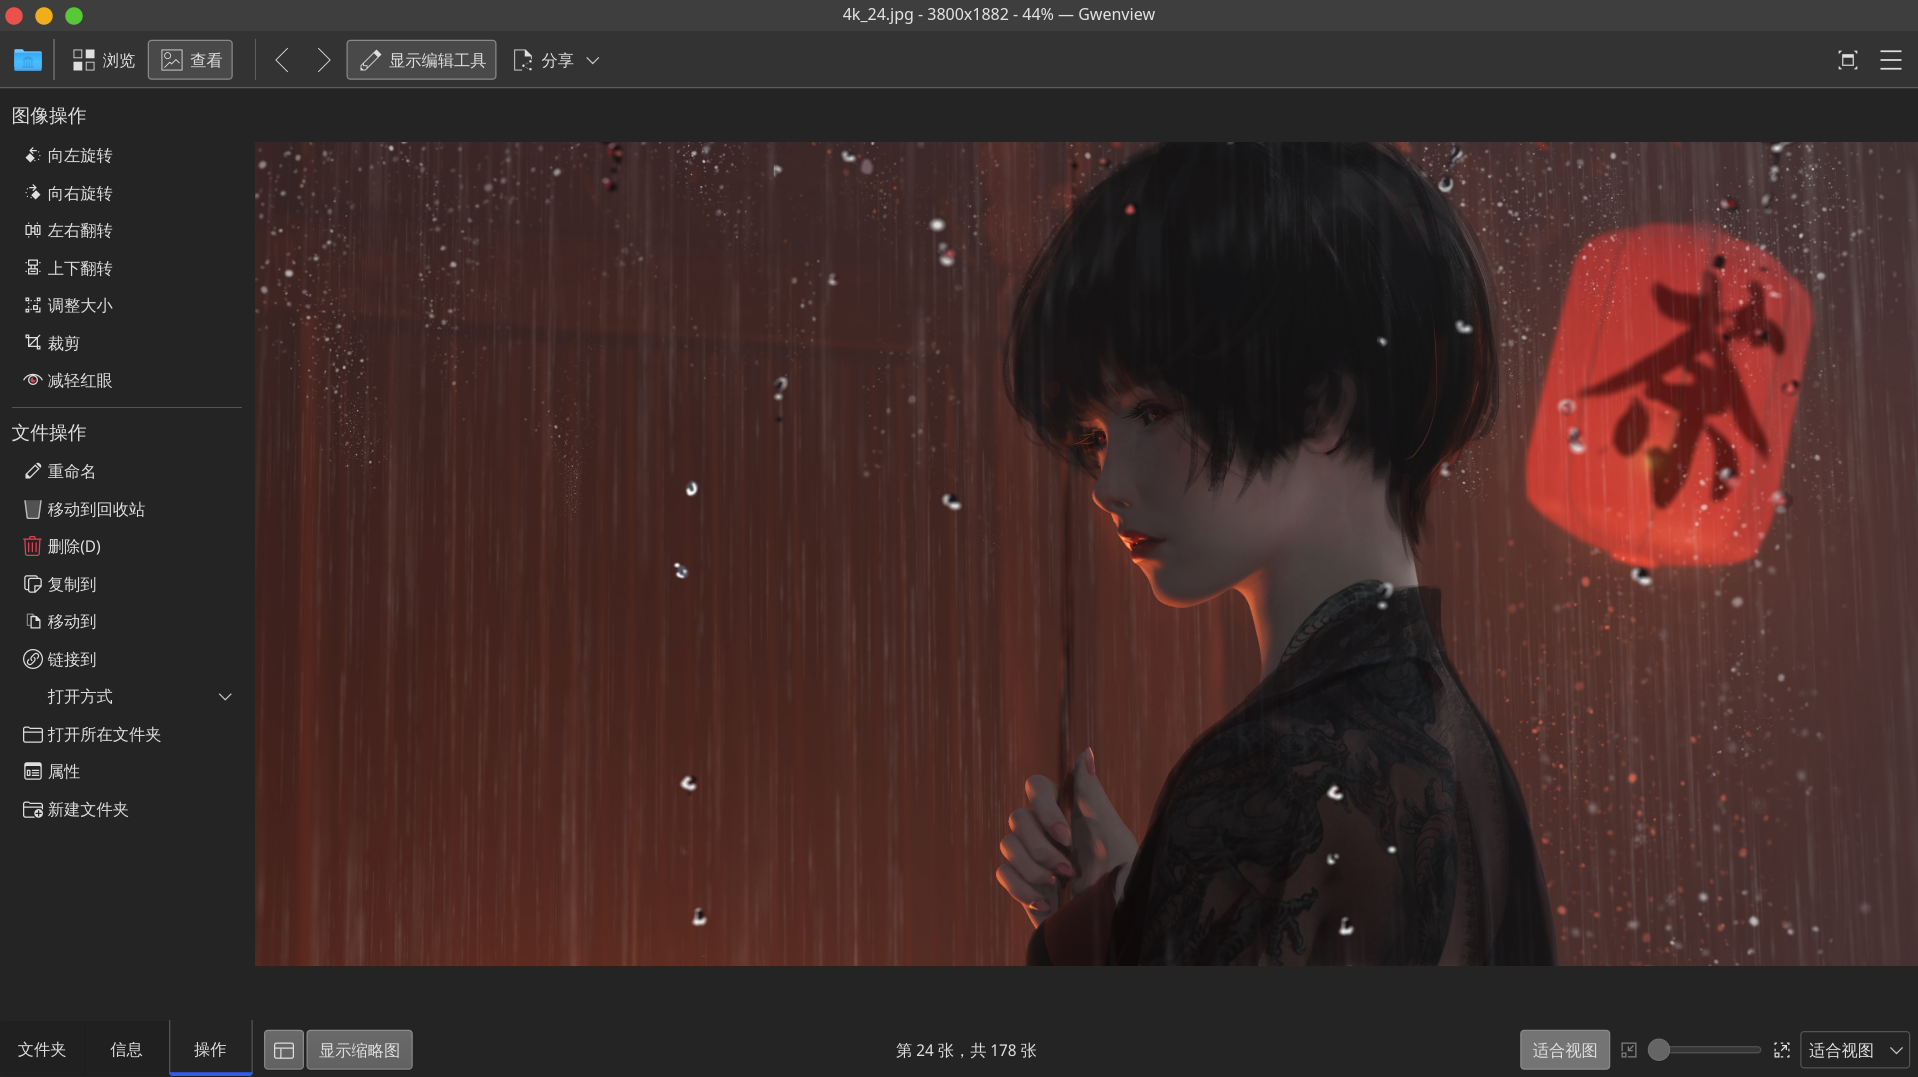 4k_24.jpg - 3800x1882 - 44% — Gwenview
浏览
查看
显示编辑工具
分享
图像操作
向左旋转
向右旋转
左右翻转
上下翻转
调整大小
裁剪
减轻红眼
文件操作
重命名
移动到回收站
删除(D)
复制到
移动到
链接到
打开方式
打开所在文件夹
属性
新建文件夹
文件夹
信息
操作
显示缩略图
第 24 张，共 178 张
适合视图
适合视图